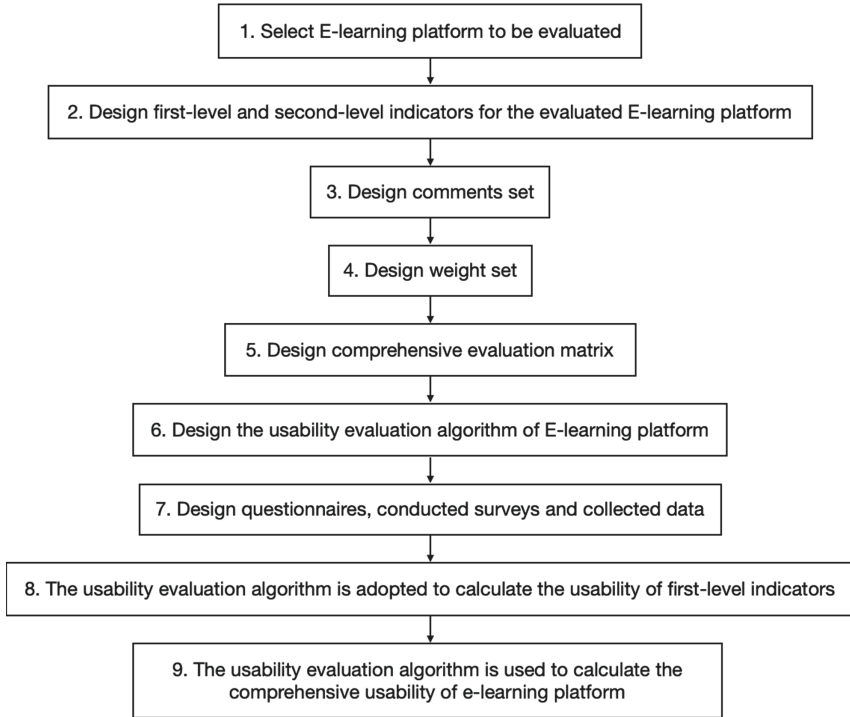 1. Select E-learning platform to be evaluated
2. Design first-level and second-level indicators for the evaluated E-learning platform
3. Design comments set
4. Design weight set
5. Design comprehensive evaluation matrix
6. Design the usability evaluation algorithm of E-learning platform
7. Design questionnaires, conducted surveys and collected data
8. The usability evaluation algorithm is adopted to calculate the usability of first-level indicators
9. The usability evaluation algorithm is used to calculate the
comprehensive usability of e-learning platform